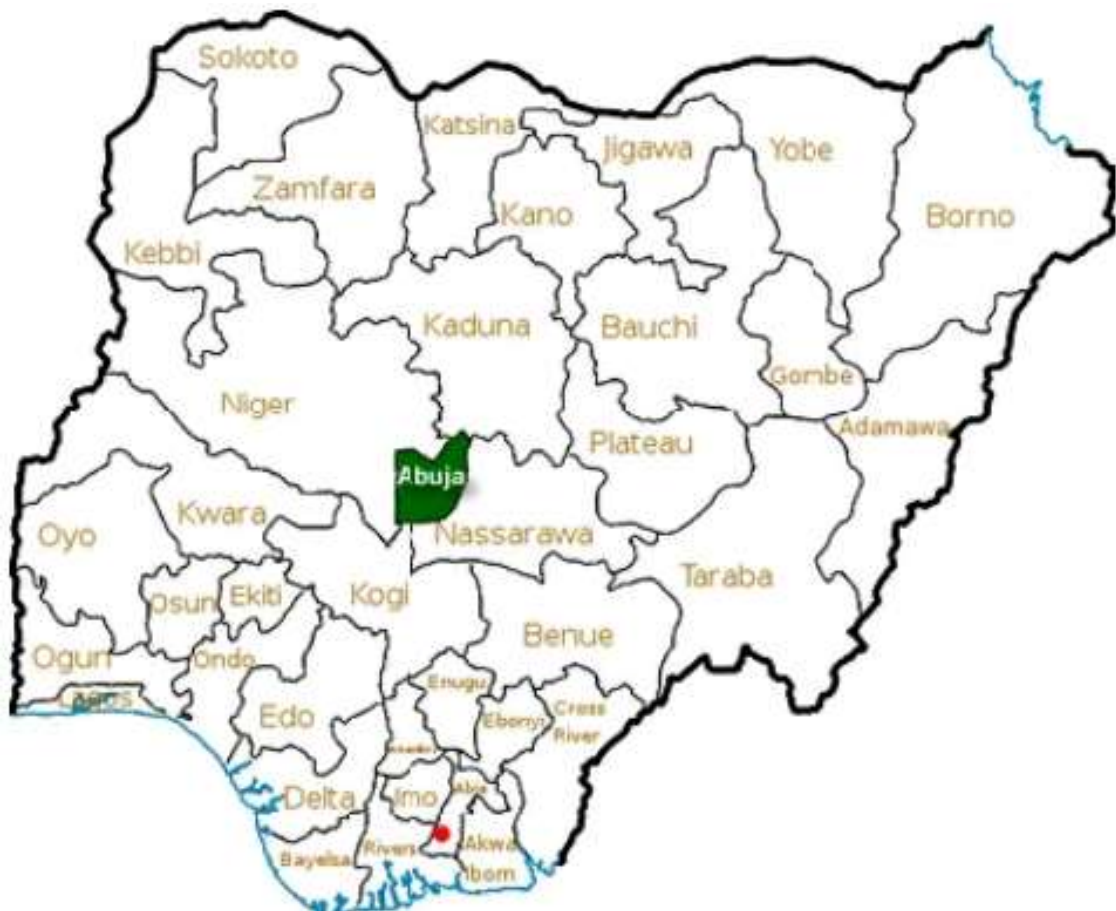 Sokoto
Katsina
Jigawa
Yobe
Zamfara
Kano
Borno
Kebbi
Kaduna
Bauchi
Gombe
Niger
Adamawa
Plateau
Abuja
Kwara
Nassarawa
Oyo
Taraba
Osun
Ekiti
Kogi
Benue
Ogun
Ondo
Enugu
Lagos
Edo
Ebonyi
Cross
River
Abia
Delta
Imo
Rivers
Akwa
Ibom
Bayelsa